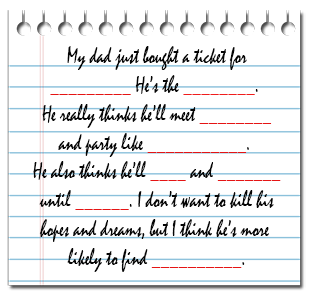 My dad just bought a ticket for
_________ He's the ________.
He really thinks he'll meet ________
and party like ___________.
He also thinks he'll ____ and _______
until ______. I don't want to kill his
hopes and dreams, but I think he's more
likely to find __________.